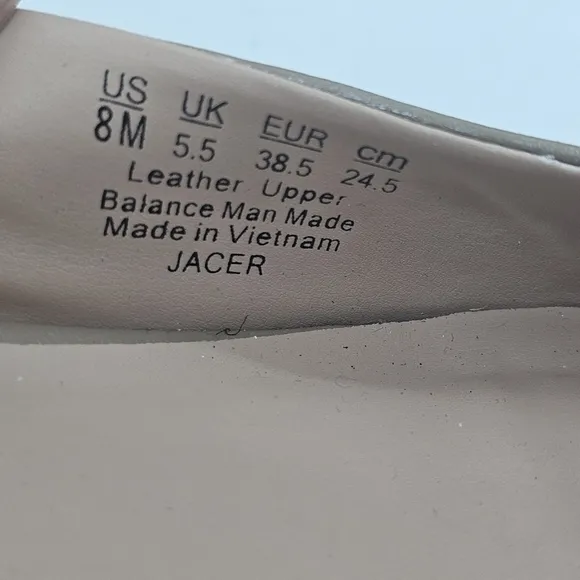 US UK EUR cm
8M 5.5 38.5 24.5
Leather Upper
Balance Man Made
Made in Vietnam
JACER